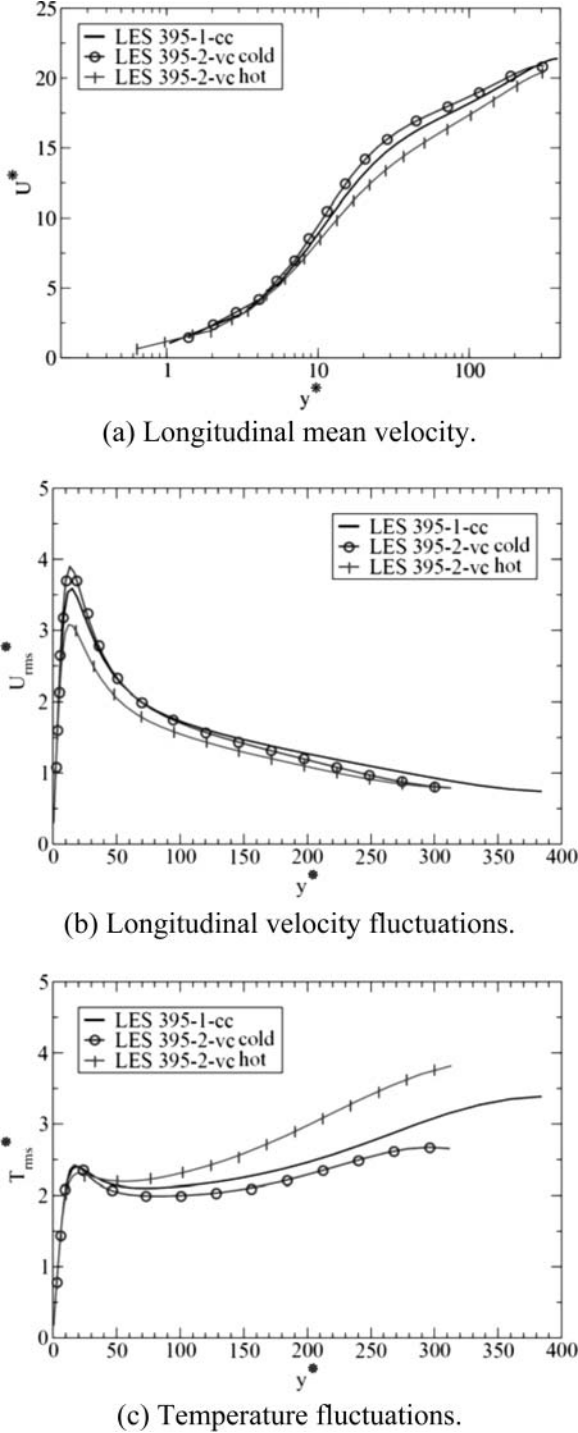 25
20
15
10
5
0
U*
LES 395-1-cc
LES 395-2-vc cold
LES 395-2-vc hot
1 10 100
y*
(a) Longitudinal mean velocity.
5
4
3
2
1
0
Urms*
LES 395-1-cc
LES 395-2-vc cold
LES 395-2-vc hot
0 50 100 150 200 250 300 350 400
y*
(b) Longitudinal velocity fluctuations.
5
4
3
2
1
0
Trms*
LES 395-1-cc
LES 395-2-vc cold
LES 395-2-vc hot
0 50 100 150 200 250 300 350 400
y*
(c) Temperature fluctuations.